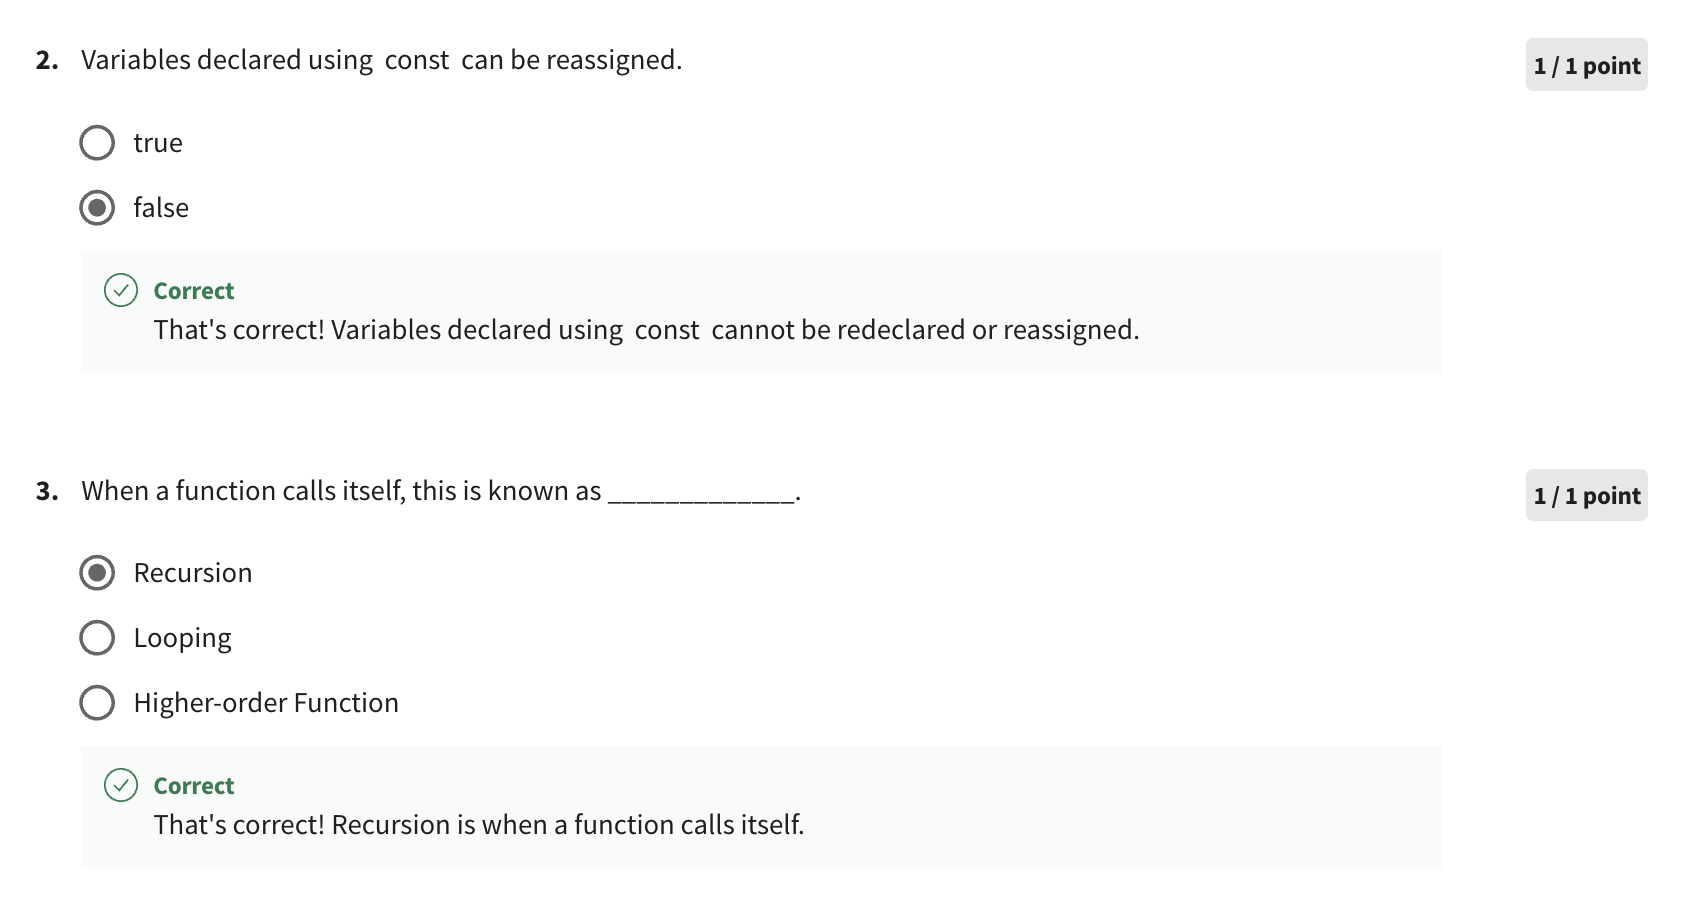 2. Variables declared using const can be reassigned.
1 / 1 point
true
false
Correct
That's correct! Variables declared using const cannot be redeclared or reassigned.
3. When a function calls itself, this is known as _____________.
1 / 1 point
Recursion
Looping
Higher-order Function
Correct
That's correct! Recursion is when a function calls itself.